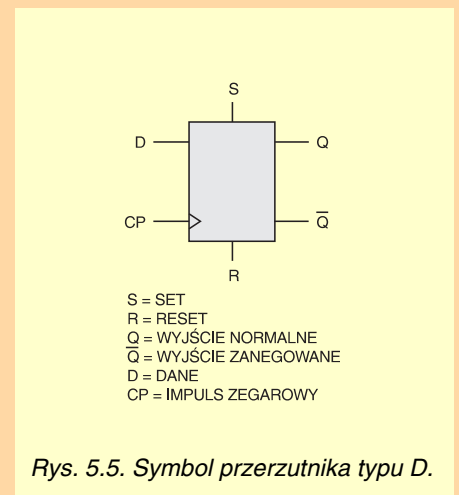 S
D
Q
CP
Q̅
R
S = SET
R = RESET
Q = WYJŚCIE NORMALNE
Q̅ = WYJŚCIE ZANEGOWANE
D = DANE
CP = IMPULS ZEGAROWY
Rys. 5.5. Symbol przerzutnika typu D.